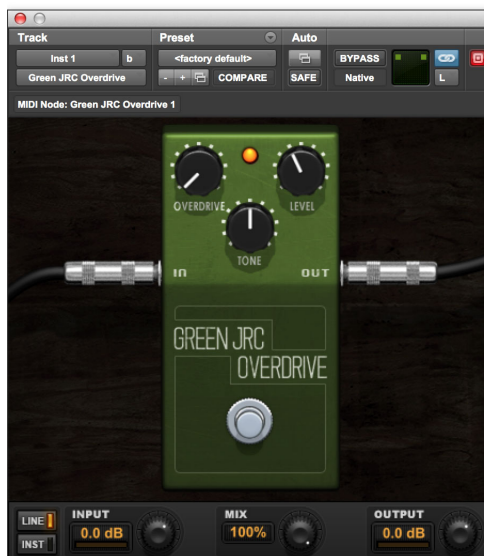 Track Preset Auto
Inst 1 b <factory default> BYPASS
Green JRC Overdrive - + COMPARE SAFE Native L
MIDI Node: Green JRC Overdrive 1
OVERDRIVE LEVEL
TONE
IN OUT
GREEN JRC
OVERDRIVE
LINE INPUT MIX OUTPUT
INST 0.0 dB 100% 0.0 dB